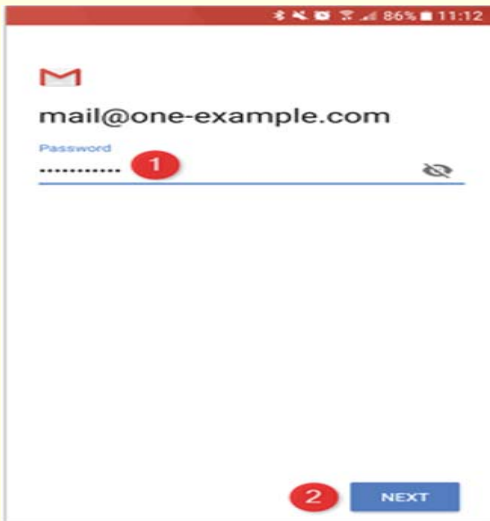 86% 11:12
mail@one-example.com
Password
••••••••••• 1
2 NEXT